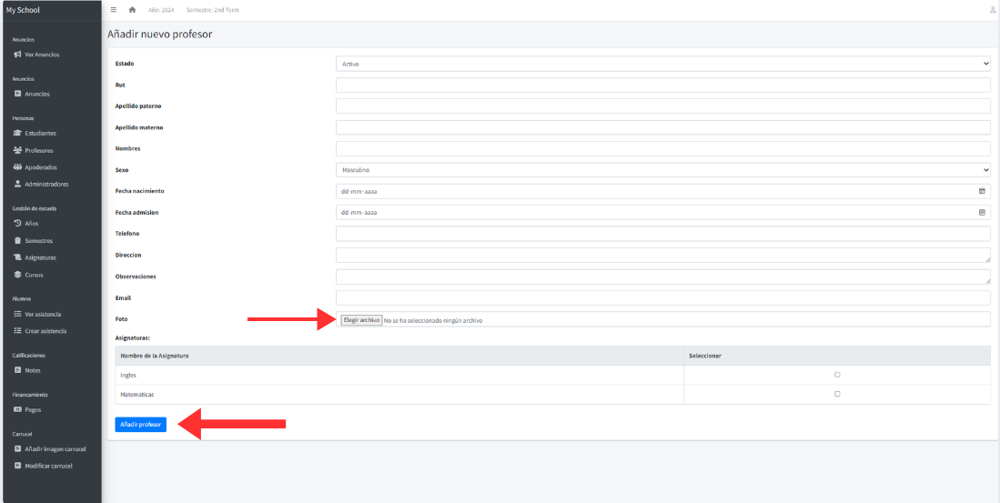 My School
Año: 2024 Semestre: 2nd Term
Anuncios
Ver Anuncios
Anuncios
Anuncios
Personas
Estudiantes
Profesores
Apoderados
Administradores
Gestión de escuela
Años
Semestres
Asignaturas
Cursos
Alumno
Ver asistencia
Crear asistencia
Calificaciones
Notas
Financamiento
Pagos
Carrucel
Añadir imagen carrucel
Modificar carrucel
Añadir nuevo profesor
Estado Activo
Rut
Apellido paterno
Apellido materno
Nombres
Sexo Masculino
Fecha nacimiento dd-mm-aaaa
Fecha admision dd-mm-aaaa
Telefono
Direccion
Observaciones
Email
Foto Elegir archivo No se ha seleccionado ningún archivo
Asignaturas:
Nombre de la Asignatura Seleccionar
Ingles
Matematicas
Añadir profesor